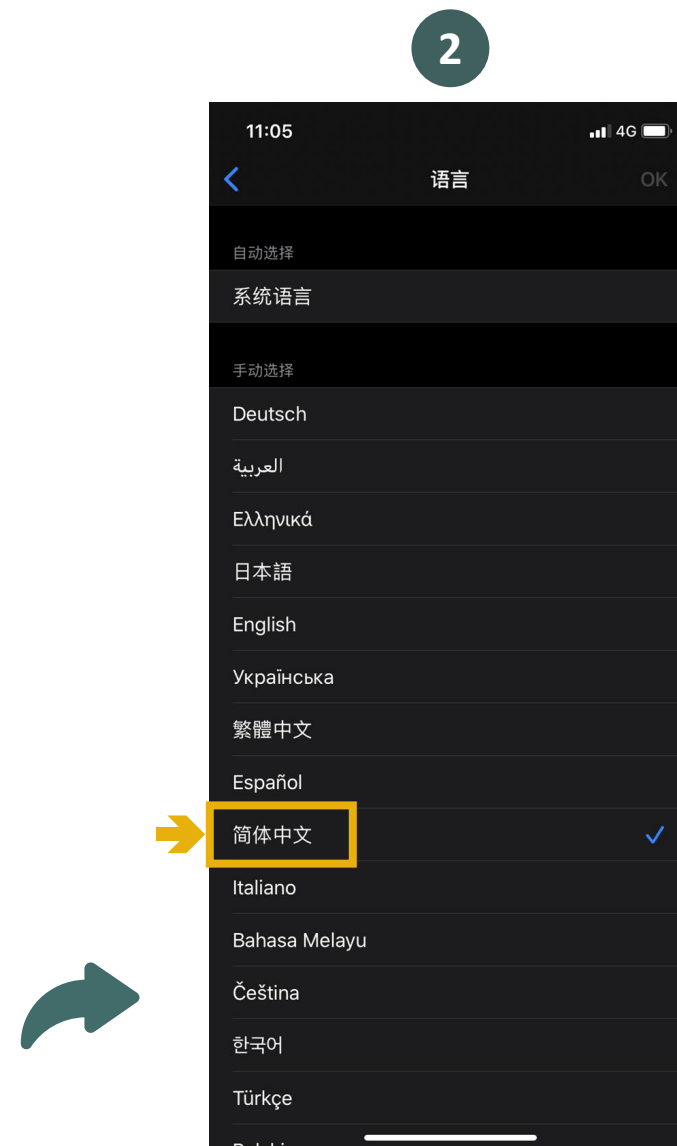 2
11:05
4G
语言
OK
自动选择
系统语言
手动选择
Deutsch
العربية
Ελληνικά
日本語
English
Українська
繁體中文
Español
简体中文
Italiano
Bahasa Melayu
Čeština
한국어
Türkçe